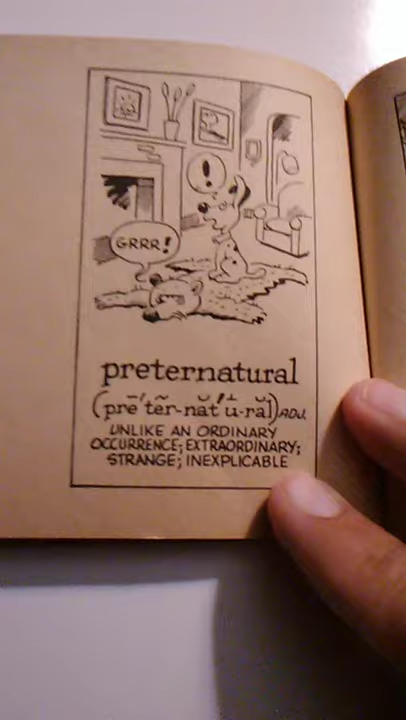 !
GRRR!
preternatural
(prē´tẽr-năt´ů-răl) ADJ.
UNLIKE AN ORDINARY
OCCURRENCE; EXTRAORDINARY;
STRANGE; INEXPLICABLE